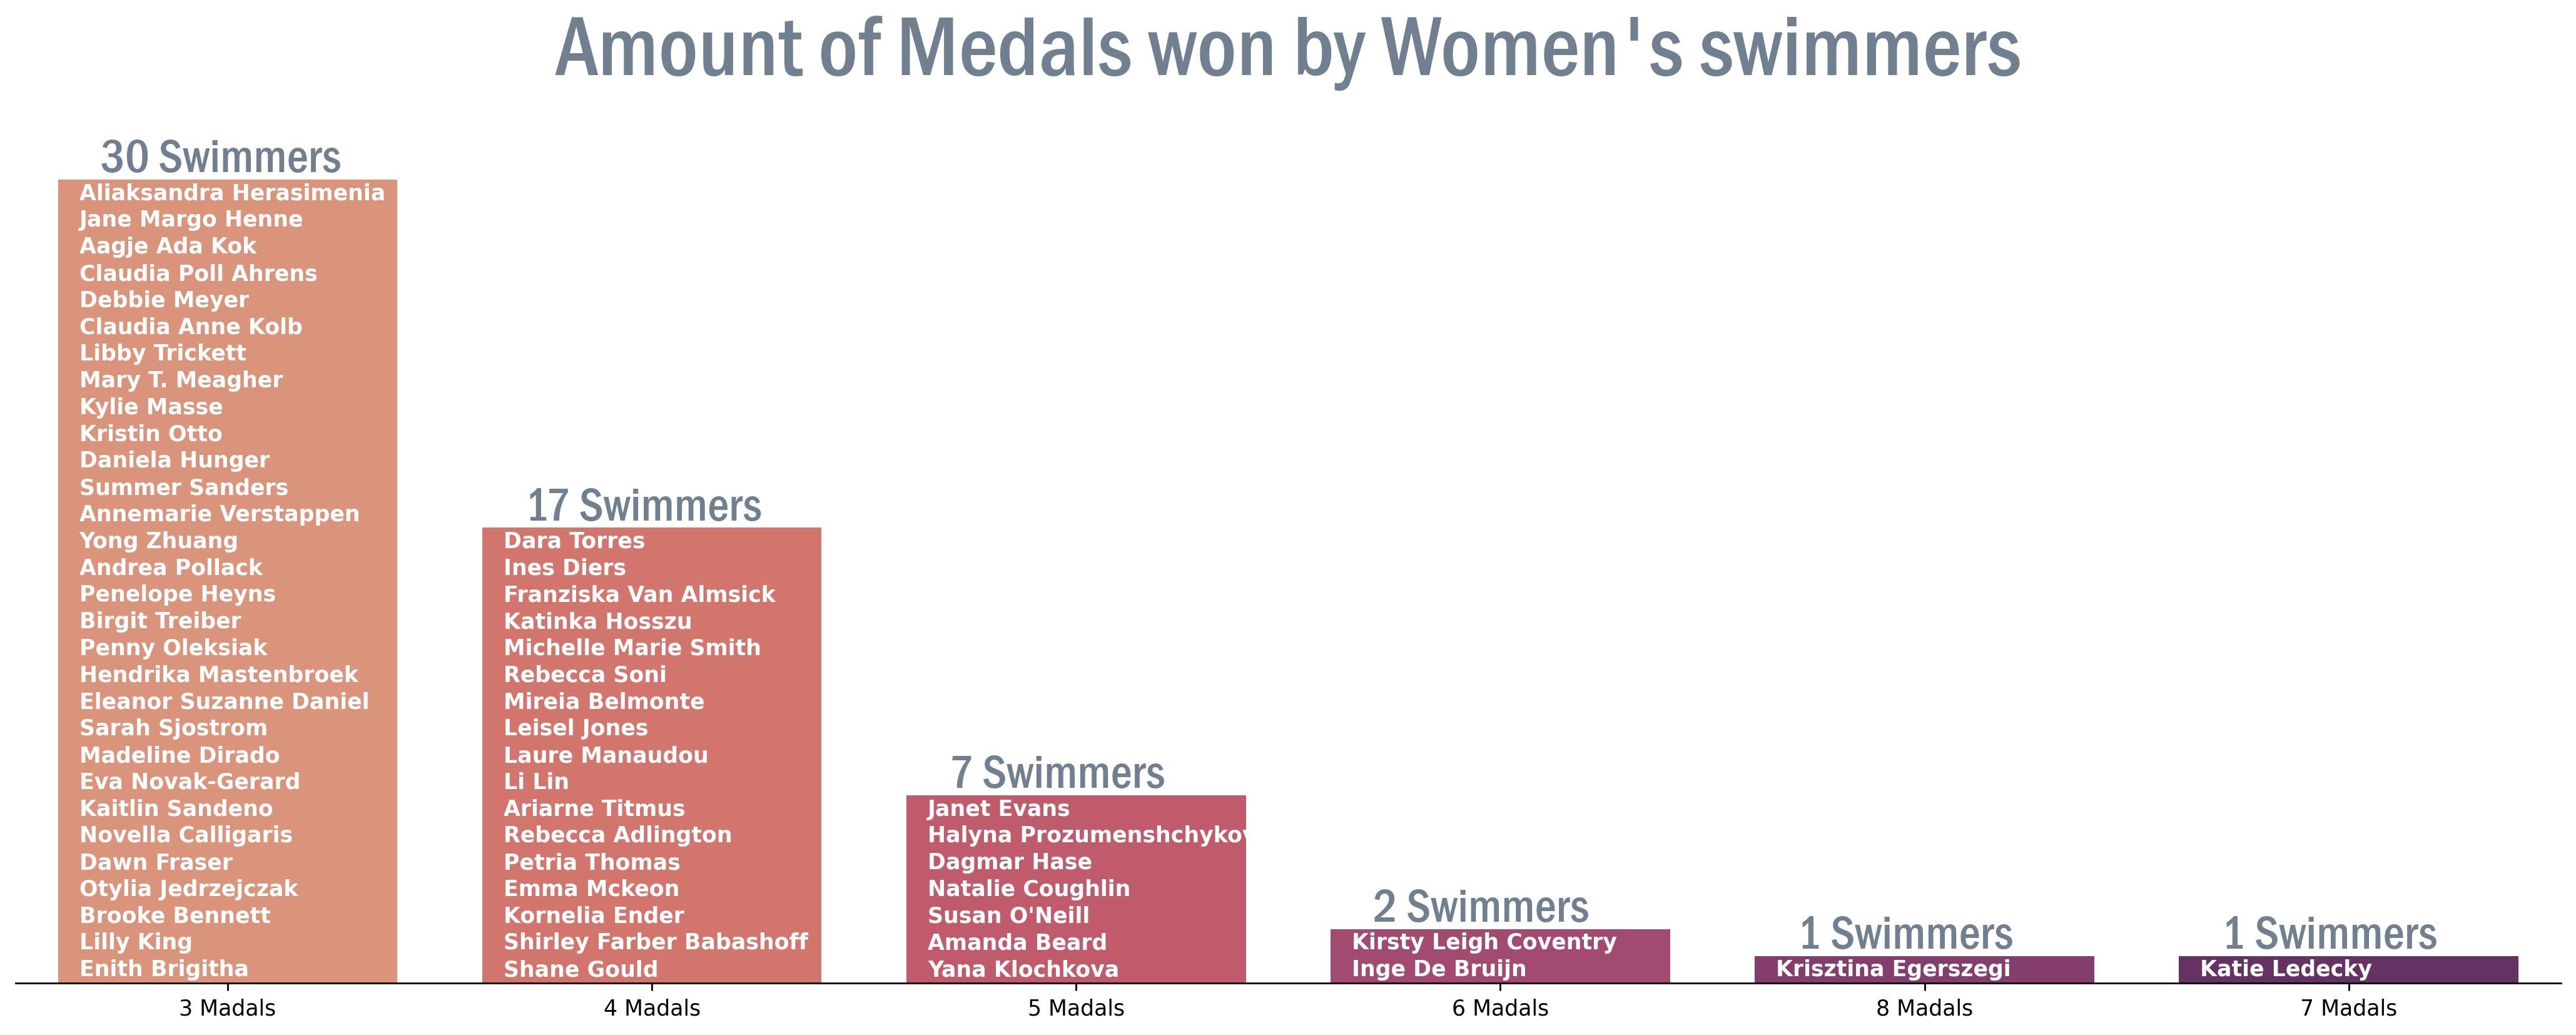 Amount of Medals won by Women's swimmers
30 Swimmers
Aliaksandra Herasimenia
Jane Margo Henne
Aagje Ada Kok
Claudia Poll Ahrens
Debbie Meyer
Claudia Anne Kolb
Libby Trickett
Mary T. Meagher
Kylie Masse
Kristin Otto
Daniela Hunger
Summer Sanders
Annemarie Verstappen
Yong Zhuang
Andrea Pollack
Penelope Heyns
Birgit Treiber
Penny Oleksiak
Hendrika Mastenbroek
Eleanor Suzanne Daniel
Sarah Sjostrom
Madeline Dirado
Eva Novak-Gerard
Kaitlin Sandeno
Novella Calligaris
Dawn Fraser
Otylia Jedrzejczak
Brooke Bennett
Lilly King
Enith Brigitha
3 Madals
17 Swimmers
Dara Torres
Ines Diers
Franziska Van Almsick
Katinka Hosszu
Michelle Marie Smith
Rebecca Soni
Mireia Belmonte
Leisel Jones
Laure Manaudou
Li Lin
Ariarne Titmus
Rebecca Adlington
Petria Thomas
Emma Mckeon
Kornelia Ender
Shirley Farber Babashoff
Shane Gould
4 Madals
7 Swimmers
Janet Evans
Halyna Prozumenshchykov
Dagmar Hase
Natalie Coughlin
Susan O'Neill
Amanda Beard
Yana Klochkova
5 Madals
2 Swimmers
Kirsty Leigh Coventry
Inge De Bruijn
6 Madals
1 Swimmers
Krisztina Egerszegi
8 Madals
1 Swimmers
Katie Ledecky
7 Madals